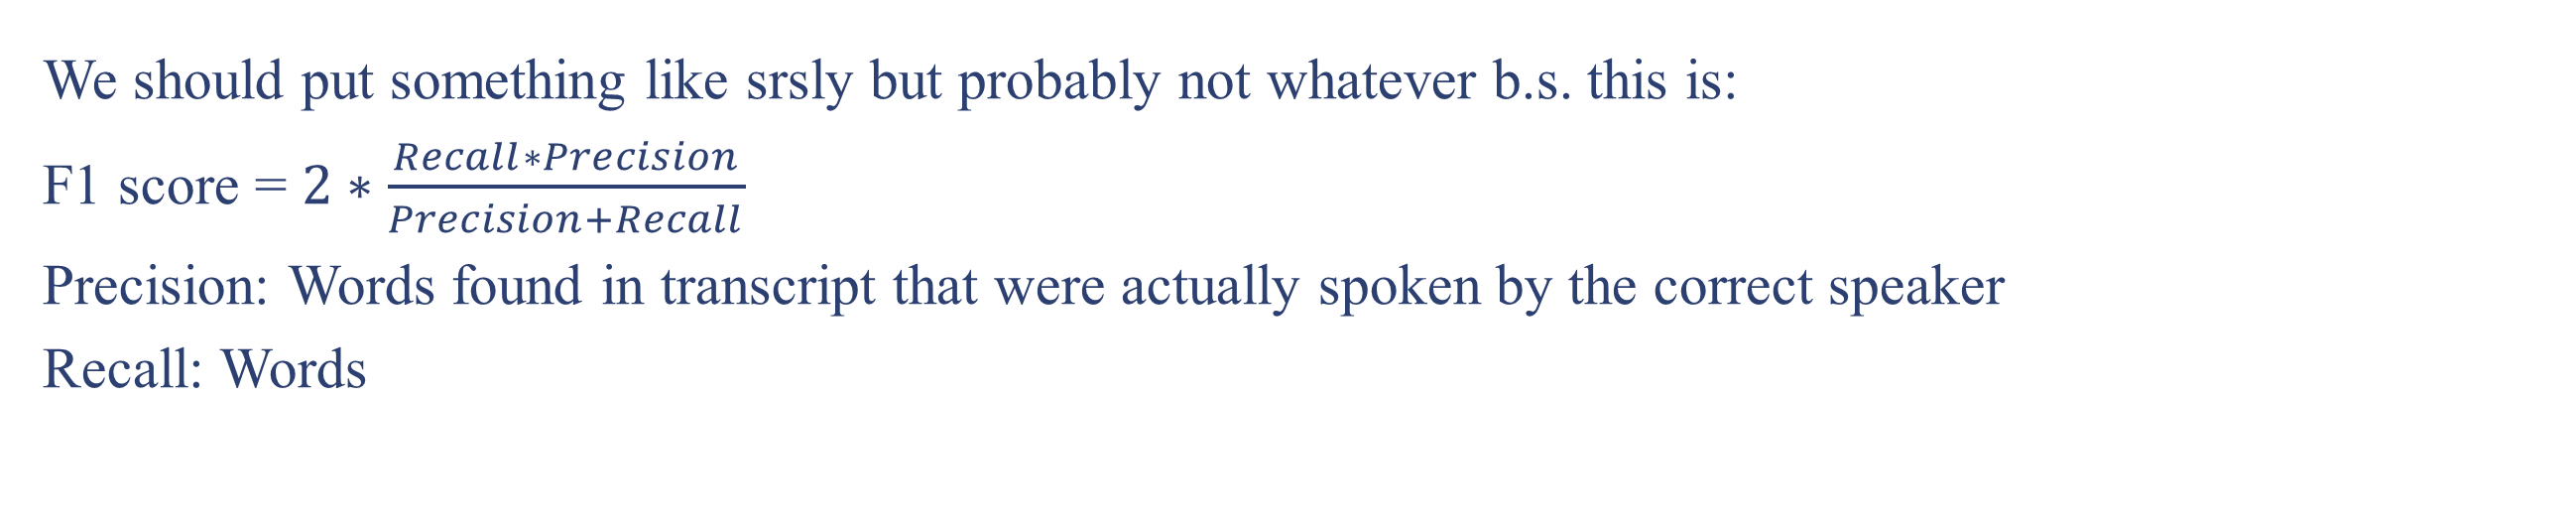 We should put something like srsly but probably not whatever b.s. this is:
F1 score = 2 * \frac{Recall*Precision}{Precision+Recall}
Precision: Words found in transcript that were actually spoken by the correct speaker
Recall: Words